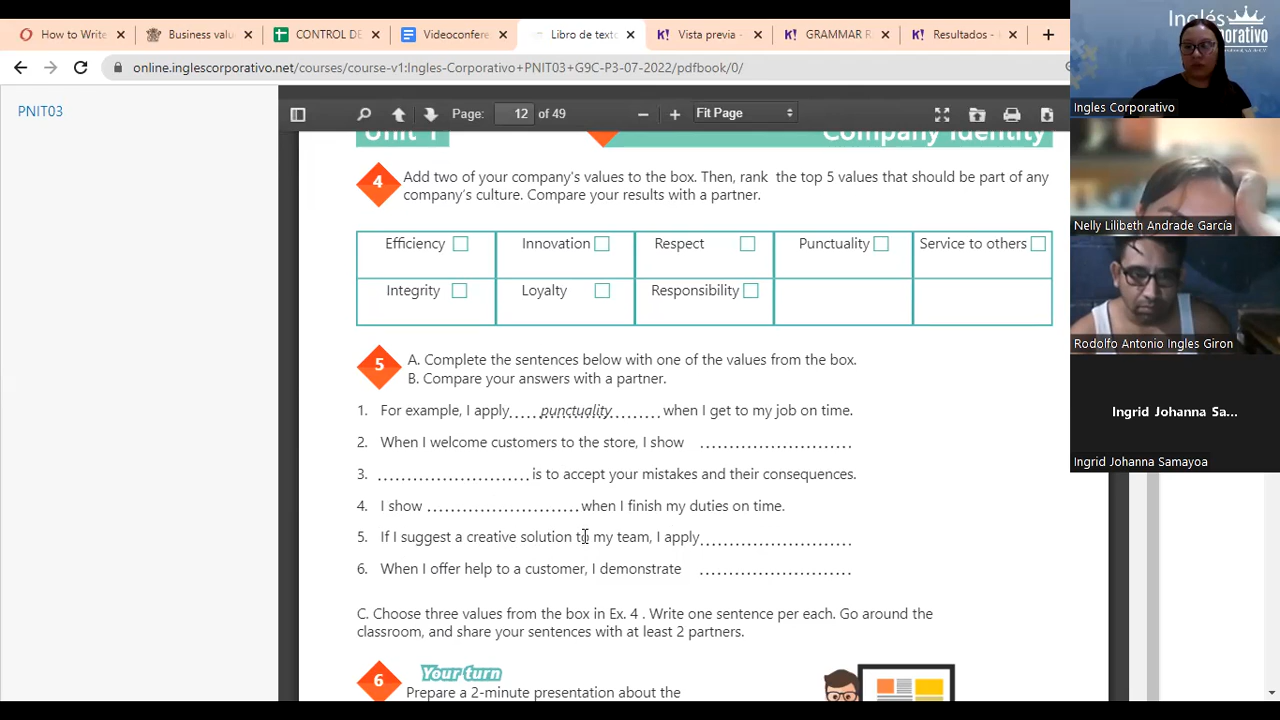 How to Write
Business valu
CONTROL DE
Videoconfere
Libro de texto
Vista previa -
GRAMMAR R
Resultados -
online.inglescorporativo.net/courses/course-v1:Ingles-Corporativo+PNIT03+G9C-P3-07-2022/pdfbook/0/
PNIT03
Page: 12 of 49
Fit Page
Unit 1
Company Identity
4 Add two of your company's values to the box. Then, rank the top 5 values that should be part of any
company's culture. Compare your results with a partner.
Efficiency Innovation Respect Punctuality Service to others
Integrity Loyalty Responsibility
5 A. Complete the sentences below with one of the values from the box.
B. Compare your answers with a partner.
1. For example, I apply.....punctuality.........when I get to my job on time.
2. When I welcome customers to the store, I show ..........................
3. ..........................is to accept your mistakes and their consequences.
4. I show ..........................when I finish my duties on time.
5. If I suggest a creative solution to my team, I apply..........................
6. When I offer help to a customer, I demonstrate ..........................
C. Choose three values from the box in Ex. 4 . Write one sentence per each. Go around the
classroom, and share your sentences with at least 2 partners.
6 Your turn
Prepare a 2-minute presentation about the
Inglés
Ingles Corporativo
Nelly Lilibeth Andrade García
Rodolfo Antonio Ingles Giron
Ingrid Johanna Sa...
Ingrid Johanna Samayoa